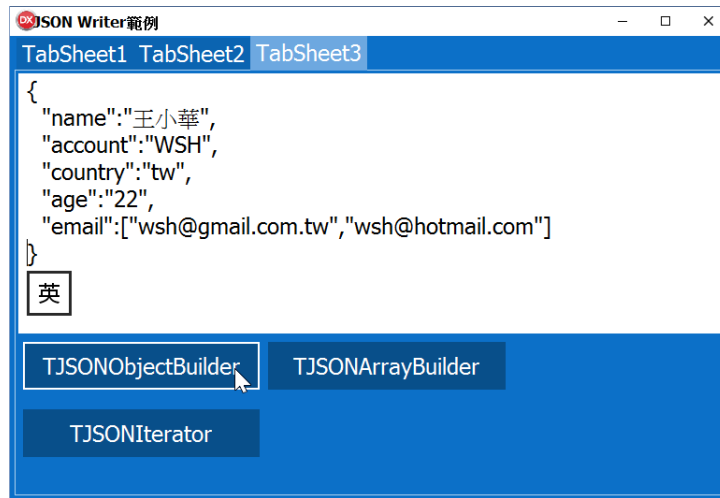 TJSON Writer範例
TabSheet1 TabSheet2 TabSheet3
{
"name":"王小華",
"account":"WSH",
"country":"tw",
"age":"22",
"email":["wsh@gmail.com.tw","wsh@hotmail.com"]
}
英
TJSONObjectBuilder TJSONArrayBuilder
TJSONIterator